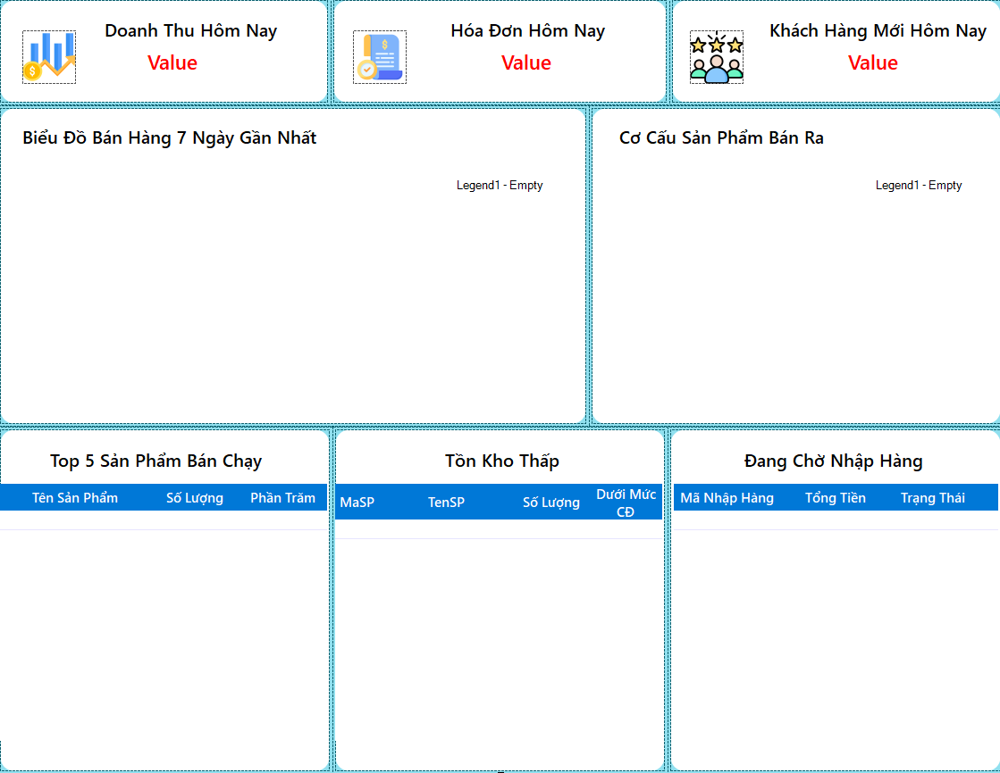 Doanh Thu Hôm Nay
Value
Hóa Đơn Hôm Nay
Value
Khách Hàng Mới Hôm Nay
Value
Biểu Đồ Bán Hàng 7 Ngày Gần Nhất
Legend1 - Empty
Cơ Cấu Sản Phẩm Bán Ra
Legend1 - Empty
Top 5 Sản Phẩm Bán Chạy
Tên Sản Phẩm Số Lượng Phần Trăm
Tồn Kho Thấp
MaSP TenSP Số Lượng Dưới Mức
CĐ
Đang Chờ Nhập Hàng
Mã Nhập Hàng Tổng Tiền Trạng Thái